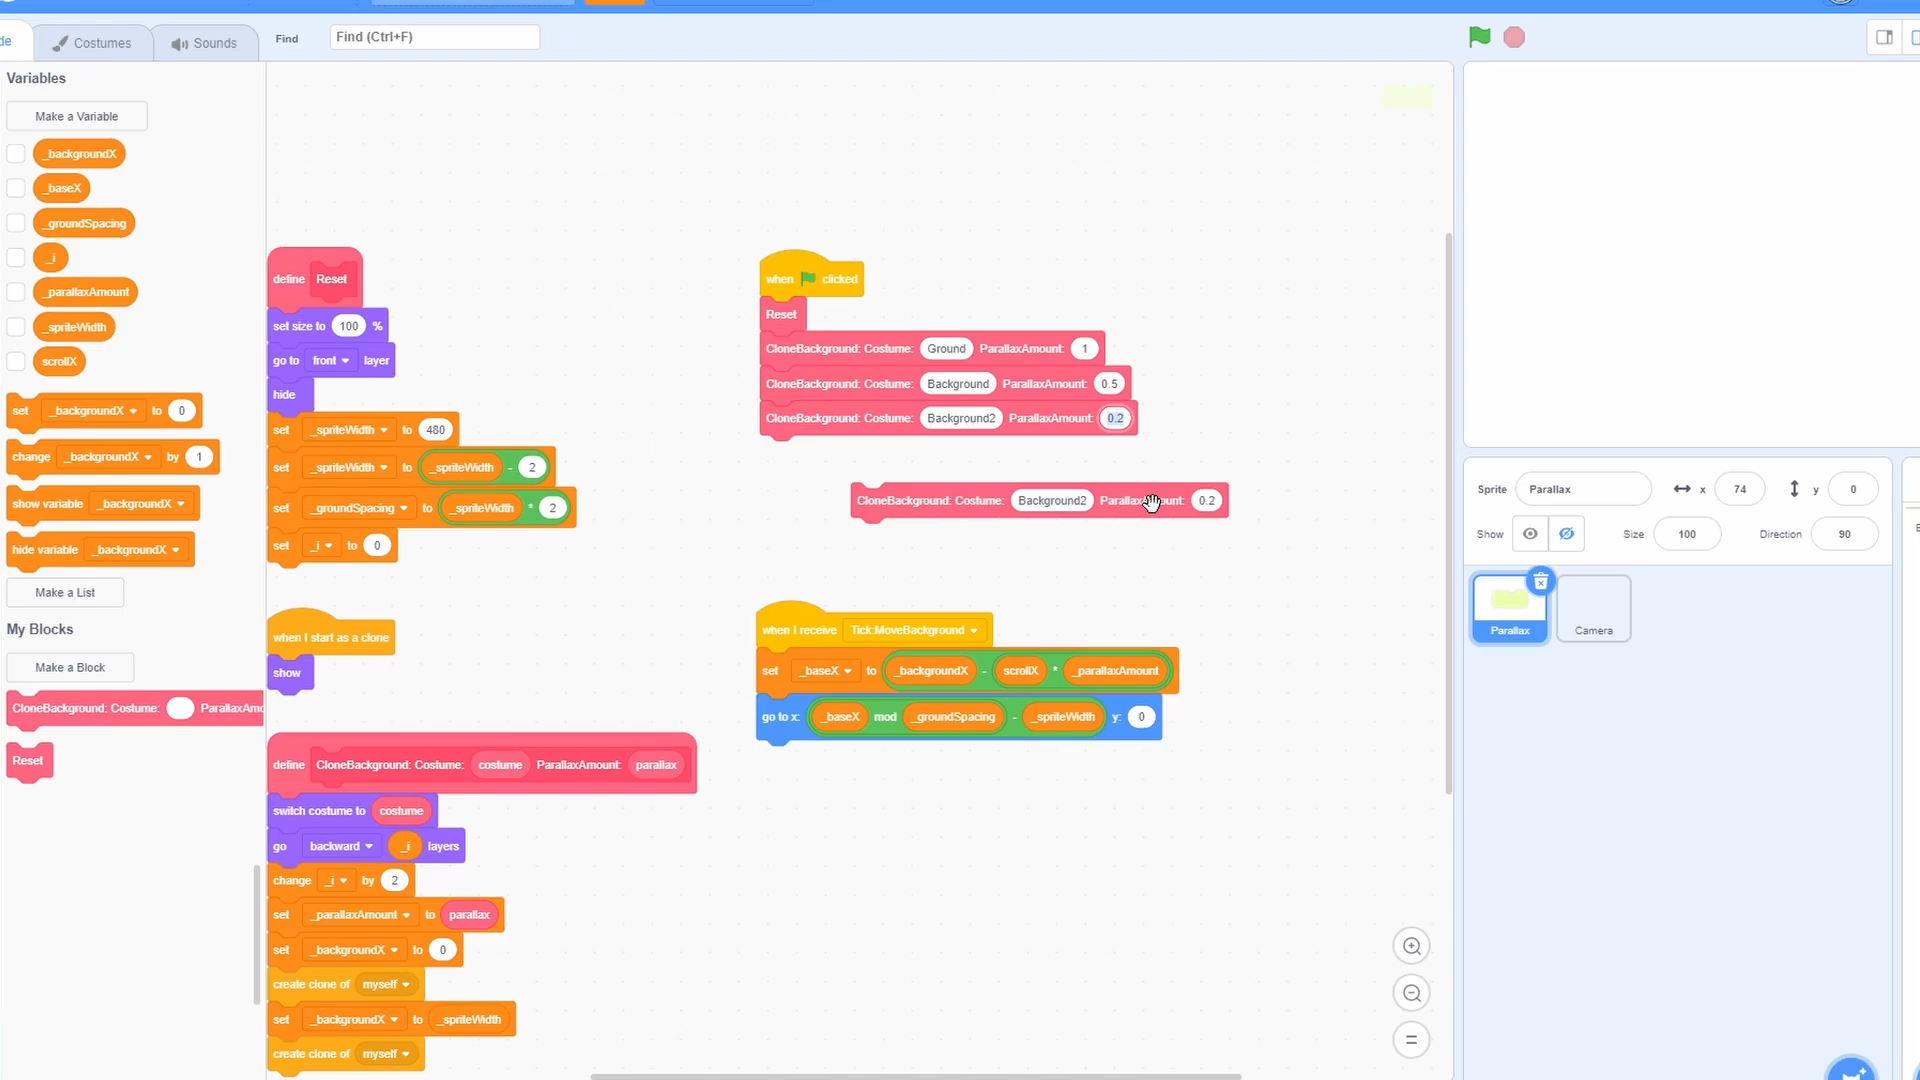 de
Costumes
Sounds
Find
Find (Ctrl+F)
Variables
Make a Variable
_backgroundX
_baseX
_groundSpacing
_i
_parallaxAmount
_spriteWidth
scrollX
set _backgroundX to 0
change _backgroundX by 1
show variable _backgroundX
hide variable _backgroundX
Make a List
My Blocks
Make a Block
CloneBackground: Costume: ParallaxAmo
Reset
define Reset
set size to 100 %
go to front layer
hide
set _spriteWidth to 480
set _spriteWidth to _spriteWidth - 2
set _groundSpacing to _spriteWidth * 2
set _i to 0
when I start as a clone
show
define CloneBackground: Costume: costume ParallaxAmount: parallax
switch costume to costume
go backward _i layers
change _i by 2
set _parallaxAmount to parallax
set _backgroundX to 0
create clone of myself
set _backgroundX to _spriteWidth
create clone of myself
when clicked
Reset
CloneBackground: Costume: Ground ParallaxAmount: 1
CloneBackground: Costume: Background ParallaxAmount: 0.5
CloneBackground: Costume: Background2 ParallaxAmount: 0.2
CloneBackground: Costume: Background2 ParallaxAmount: 0.2
when I receive Tick:MoveBackground
set _baseX to _backgroundX - scrollX * _parallaxAmount
go to x: _baseX mod _groundSpacing - _spriteWidth y: 0
Sprite Parallax x 74 y 0
Show Size 100 Direction 90
Parallax
Camera